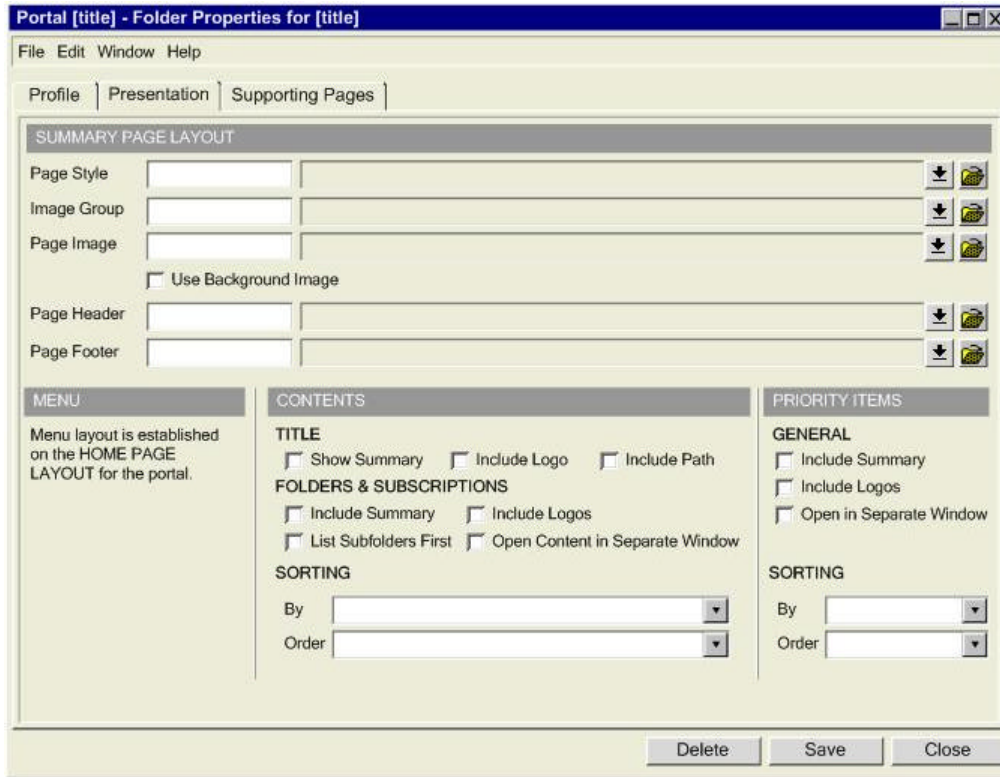 Portal [title] - Folder Properties for [title]
File Edit Window Help
Profile Presentation Supporting Pages
SUMMARY PAGE LAYOUT
Page Style
Image Group
Page Image
Use Background Image
Page Header
Page Footer
MENU
Menu layout is established
on the HOME PAGE
LAYOUT for the portal.
CONTENTS
TITLE
Show Summary Include Logo Include Path
FOLDERS & SUBSCRIPTIONS
Include Summary Include Logos
List Subfolders First Open Content in Separate Window
SORTING
By
Order
PRIORITY ITEMS
GENERAL
Include Summary
Include Logos
Open in Separate Window
SORTING
By
Order
Delete Save Close